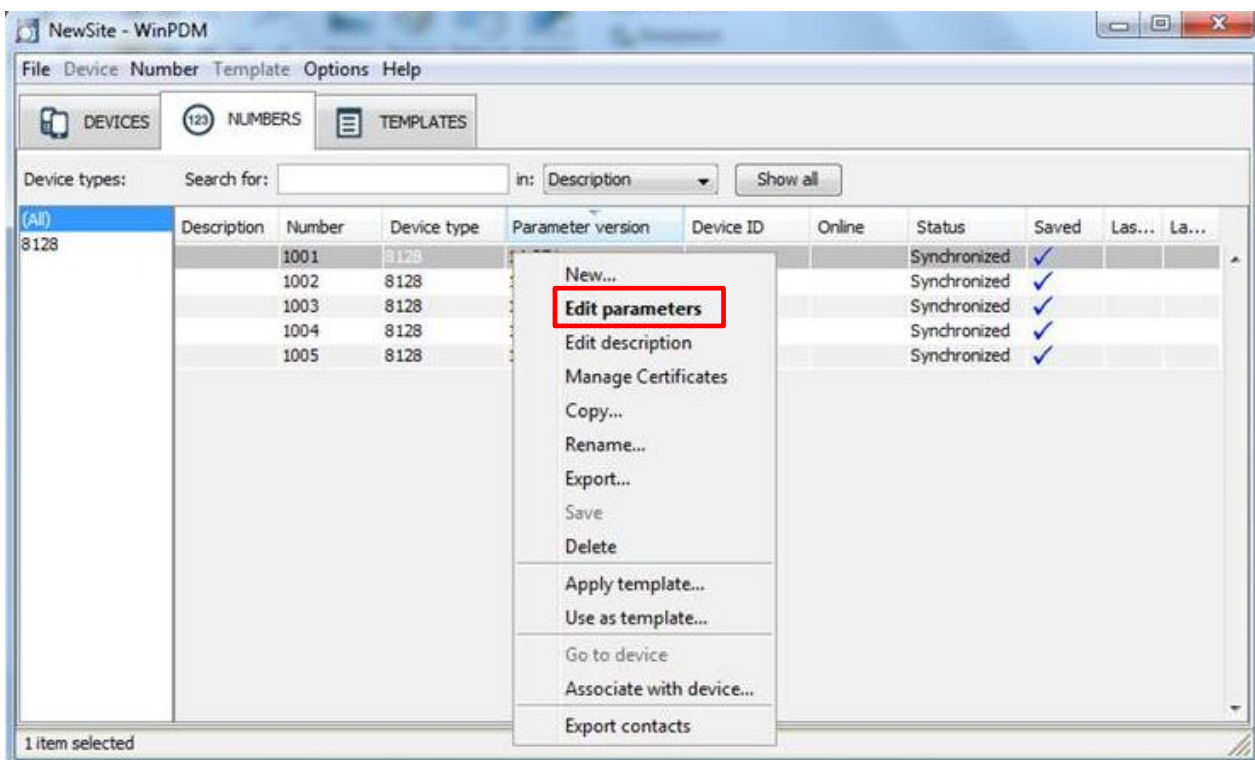 NewSite - WinPDM
File Device Number Template Options Help
DEVICES 123 NUMBERS TEMPLATES
Device types: Search for: in: Description Show all
(All) Description Number Device type Parameter version Device ID Online Status Saved Las... La...
8128
1001 8128 Synchronized
1002 8128 Synchronized
1003 8128 Synchronized
1004 8128 Synchronized
1005 8128 Synchronized
New...
Edit parameters
Edit description
Manage Certificates
Copy...
Rename...
Export...
Save
Delete
Apply template...
Use as template...
Go to device
Associate with device...
Export contacts
1 item selected